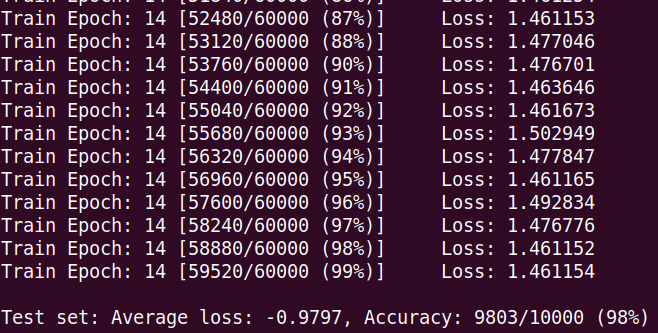 Train Epoch: 14 [52480/60000 (87%)] Loss: 1.461153
Train Epoch: 14 [53120/60000 (88%)] Loss: 1.477046
Train Epoch: 14 [53760/60000 (90%)] Loss: 1.476701
Train Epoch: 14 [54400/60000 (91%)] Loss: 1.463646
Train Epoch: 14 [55040/60000 (92%)] Loss: 1.461673
Train Epoch: 14 [55680/60000 (93%)] Loss: 1.502949
Train Epoch: 14 [56320/60000 (94%)] Loss: 1.477847
Train Epoch: 14 [56960/60000 (95%)] Loss: 1.461165
Train Epoch: 14 [57600/60000 (96%)] Loss: 1.492834
Train Epoch: 14 [58240/60000 (97%)] Loss: 1.476776
Train Epoch: 14 [58880/60000 (98%)] Loss: 1.461152
Train Epoch: 14 [59520/60000 (99%)] Loss: 1.461154
Test set: Average loss: -0.9797, Accuracy: 9803/10000 (98%)